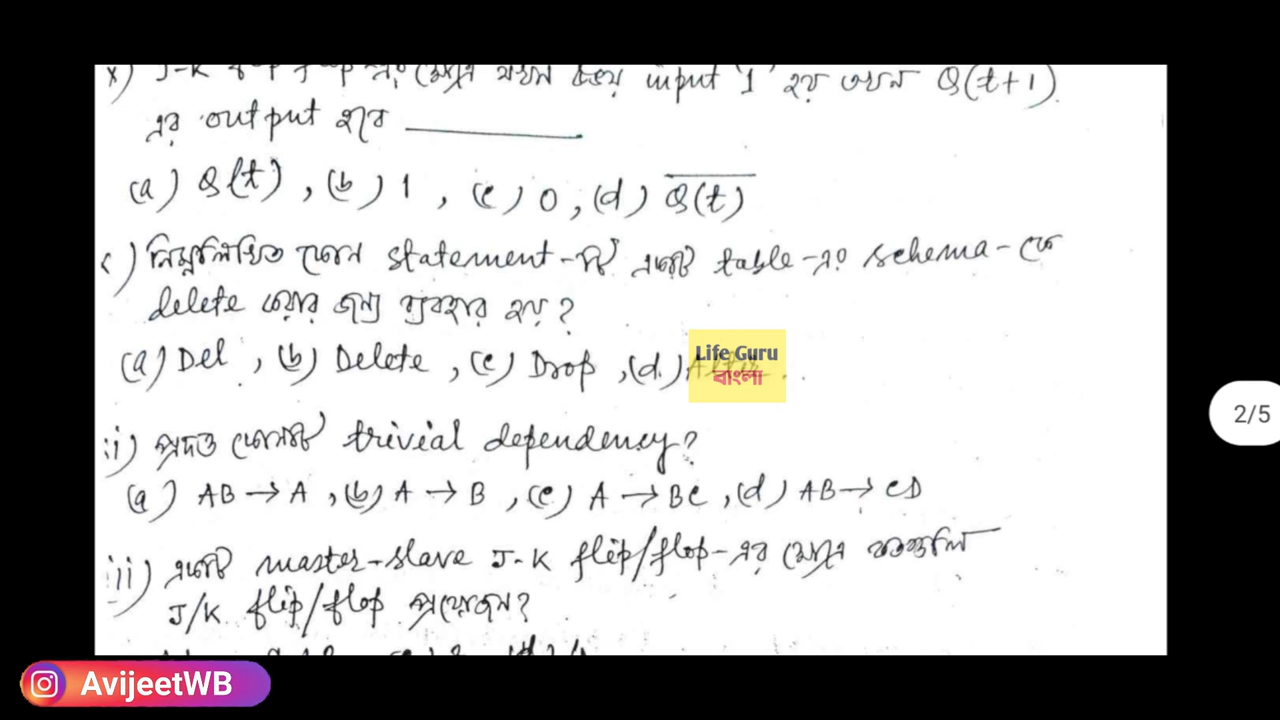 x) J-K flip flop এর ক্ষেত্রে যখন উভয় input '1' হয় তখন Q(t+1)
এর output হবে
(a) Q(t), (b) 1, (c) 0, (d) Q̅(̅t̅)̅
নিম্নলিখিত কোন statement-টি একটি table-এর schema-কে
delete করার জন্য ব্যবহার হয়?
(a) Del, (b) Delete, (c) Drop, (d)
Life Guru
বাংলা
ii) প্রদত্ত কোনটি trivial dependency?
(a) AB → A, (b) A → B, (c) A → BC, (d) AB → CD
2/5
iii) একটি master-slave J-K flip/flop-এর ক্ষেত্রে কতগুলি
J/K flip/flop প্রয়োজন?
AvijeetWB